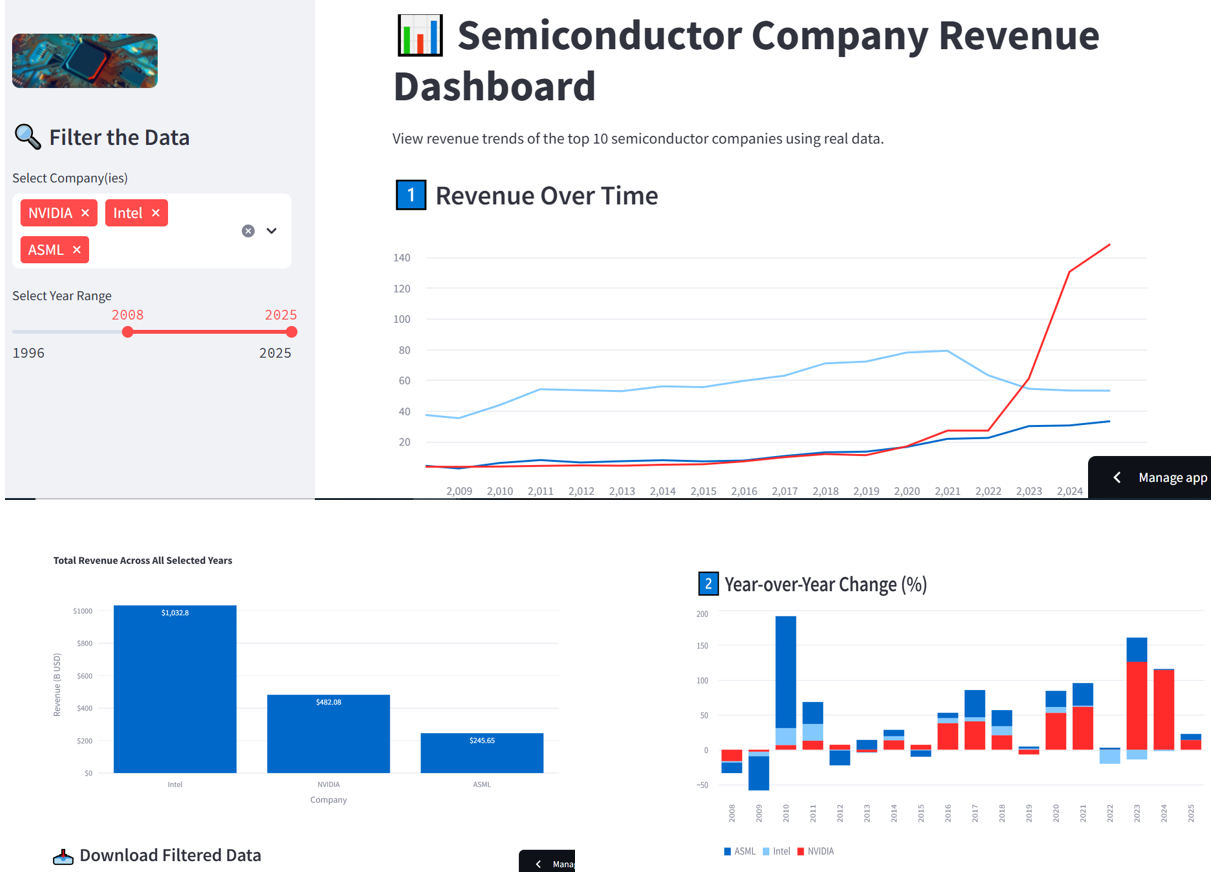 📊 Semiconductor Company Revenue
Dashboard
View revenue trends of the top 10 semiconductor companies using real data.
🔍 Filter the Data
Select Company(ies)
NVIDIA × Intel ×
ASML ×
Select Year Range
2008 2025
1996 2025
1 Revenue Over Time
140
120
100
80
60
40
20
2,009 2,010 2,011 2,012 2,013 2,014 2,015 2,016 2,017 2,018 2,019 2,020 2,021 2,022 2,023 2,024
Manage app
Total Revenue Across All Selected Years
Revenue (B USD)
$1000
$800
$600
$400
$200
$0
$1,032.8
$482.08
$245.65
Intel NVIDIA ASML
Company
Download Filtered Data
Mana
2 Year-over-Year Change (%)
200
150
100
50
0
−50
2008 2009 2010 2011 2012 2013 2014 2015 2016 2017 2018 2019 2020 2021 2022 2023 2024 2025
ASML Intel NVIDIA